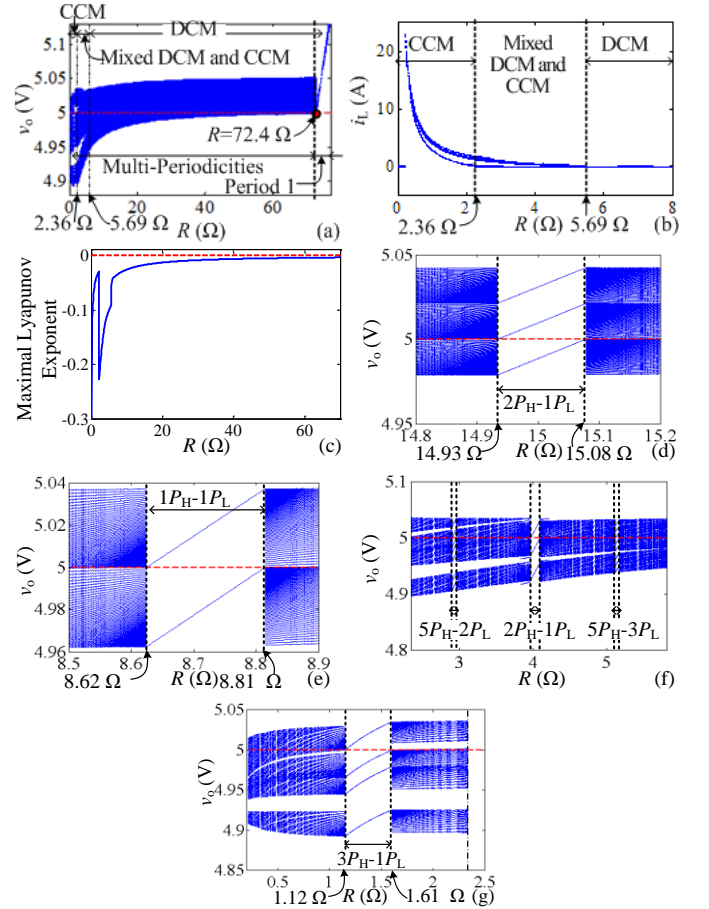 CCM
DCM
Mixed DCM and CCM
5.1
5.05
5
4.95
4.9
vo (V)
R=72.4 Ω
Multi-Periodicities
Period 1
0 20 40 60
2.36 Ω 5.69 Ω
R (Ω)
(a)
CCM
Mixed DCM and CCM
DCM
20
10
0
iL (A)
0 2 4 6 8
2.36 Ω
R (Ω)
5.69 Ω
(b)
0
-0.1
-0.2
-0.3
Maximal Lyapunov
Exponent
0 20 40 60
R (Ω)
(c)
5.05
5
4.95
vo (V)
2PH-1PL
14.8 14.9 15 15.1 15.2
14.93 Ω
R (Ω)
15.08 Ω
(d)
5.04
5.02
5
4.98
4.96
vo (V)
1PH-1PL
8.5 8.6 8.7 8.8 8.9
8.62 Ω
R (Ω)
8.81 Ω
(e)
5.1
5
4.9
4.8
vo (V)
5PH-2PL
2PH-1PL
5PH-3PL
3 4 5
R (Ω)
(f)
5.05
5
4.95
4.9
4.85
vo (V)
3PH-1PL
0.5 1 1.5 2 2.5
1.12 Ω
R (Ω)
1.61 Ω
(g)